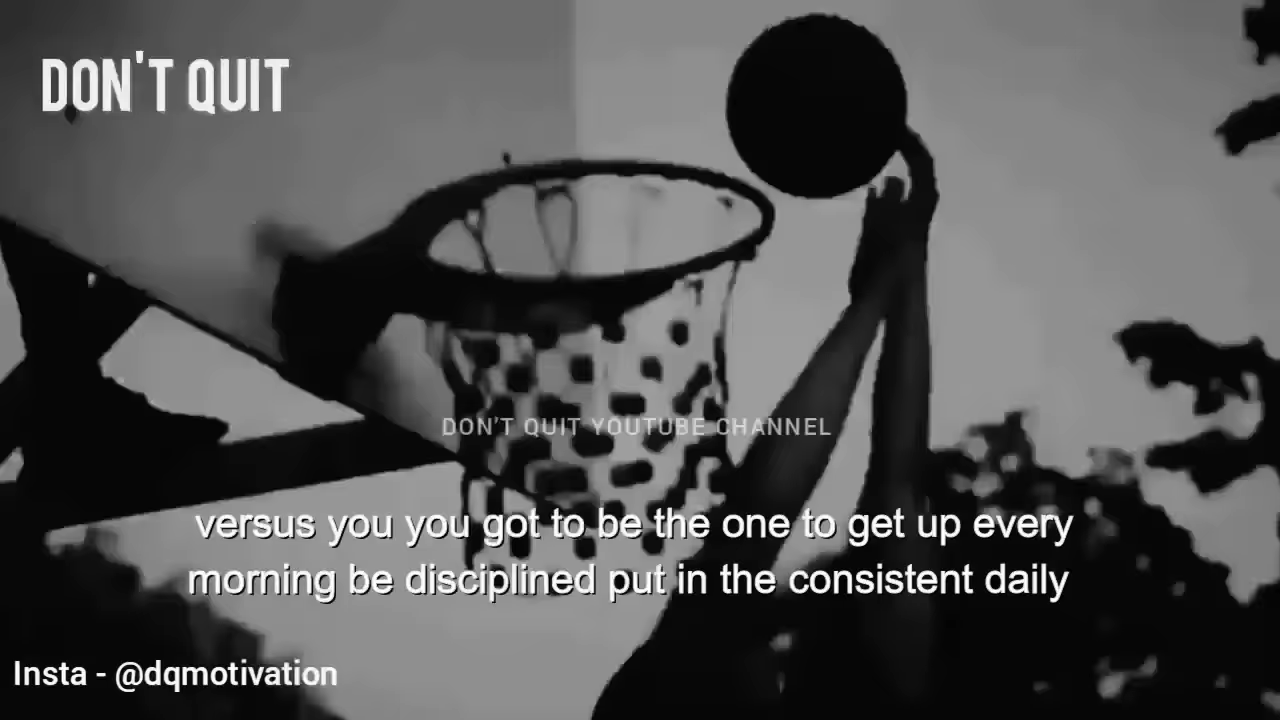 DON'T QUIT
DON'T QUIT YOUTUBE CHANNEL
versus you you got to be the one to get up every
morning be disciplined put in the consistent daily
Insta - @dqmotivation